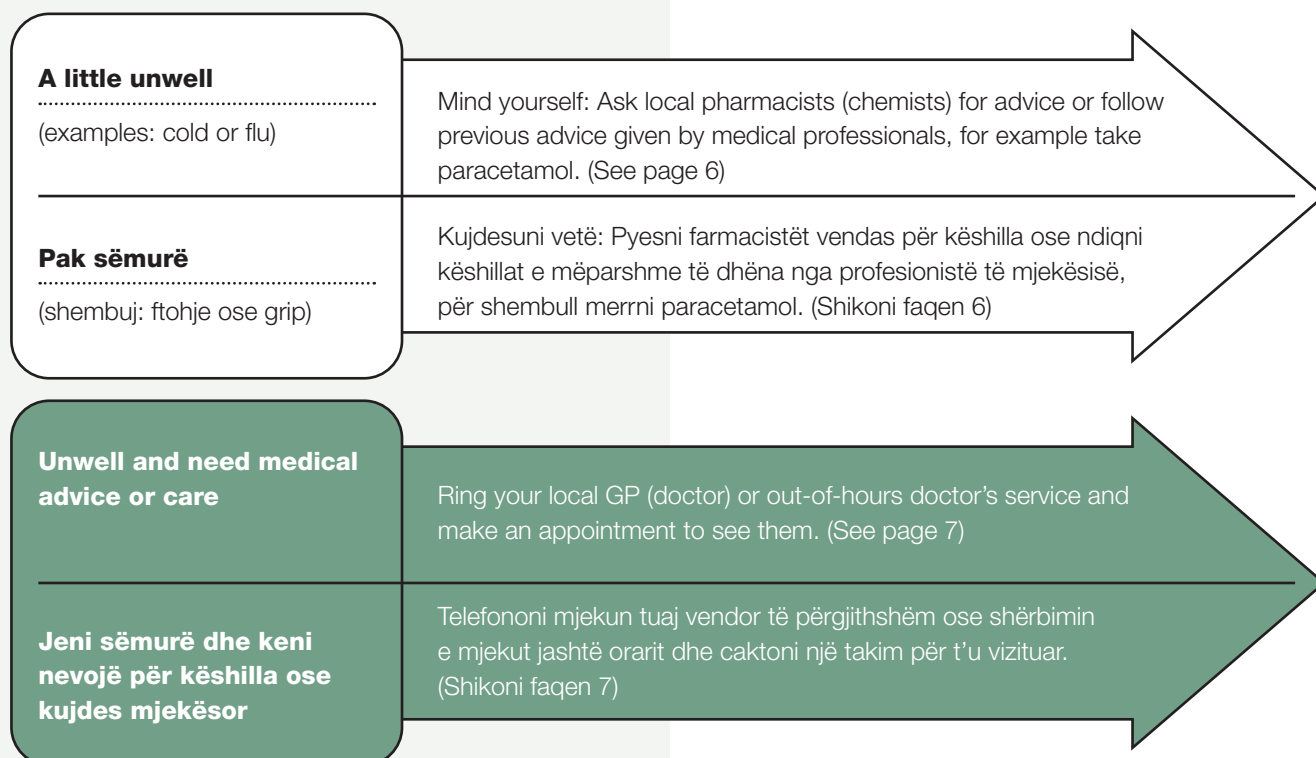 A little unwell
(examples: cold or flu)
Mind yourself: Ask local pharmacists (chemists) for advice or follow
previous advice given by medical professionals, for example take
paracetamol. (See page 6)
Pak sëmurë
(shembuj: ftohje ose grip)
Kujdesuni vetë: Pyesni farmacistët vendas për këshilla ose ndiqni
këshillat e mëparshme të dhëna nga profesionistë të mjekësisë,
për shembull merrni paracetamol. (Shikoni faqen 6)
Unwell and need medical
advice or care
Ring your local GP (doctor) or out-of-hours doctor’s service and
make an appointment to see them. (See page 7)
Jeni sëmurë dhe keni
nevojë për këshilla ose
kujdes mjekësor
Telefononi mjekun tuaj vendor të përgjithshëm ose shërbimin
e mjekut jashtë orarit dhe caktoni një takim për t’u vizituar.
(Shikoni faqen 7)